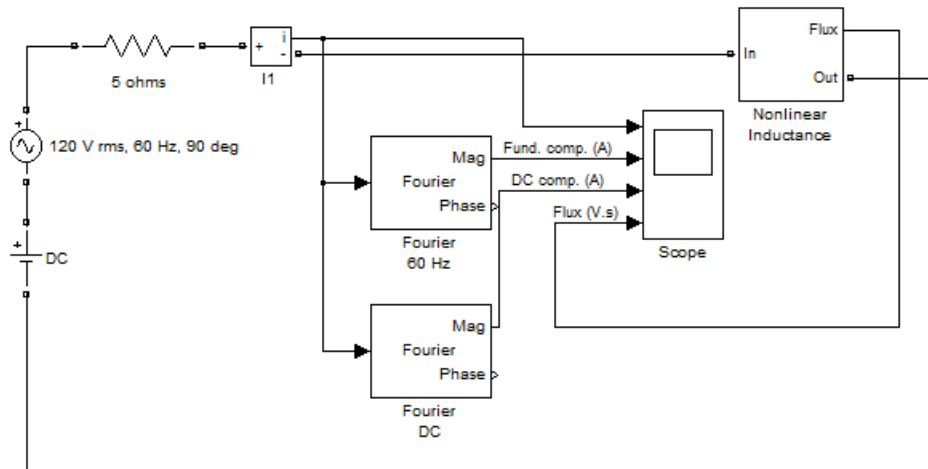 5 ohms
+
i
-
I1
In
Flux
Out
Nonlinear
Inductance
+
120 V rms, 60 Hz, 90 deg
+
DC
Mag
Fourier
Phase
Fourier
60 Hz
Fund. comp. (A)
DC comp. (A)
Flux (V.s)
Scope
Mag
Fourier
Phase
Fourier
DC